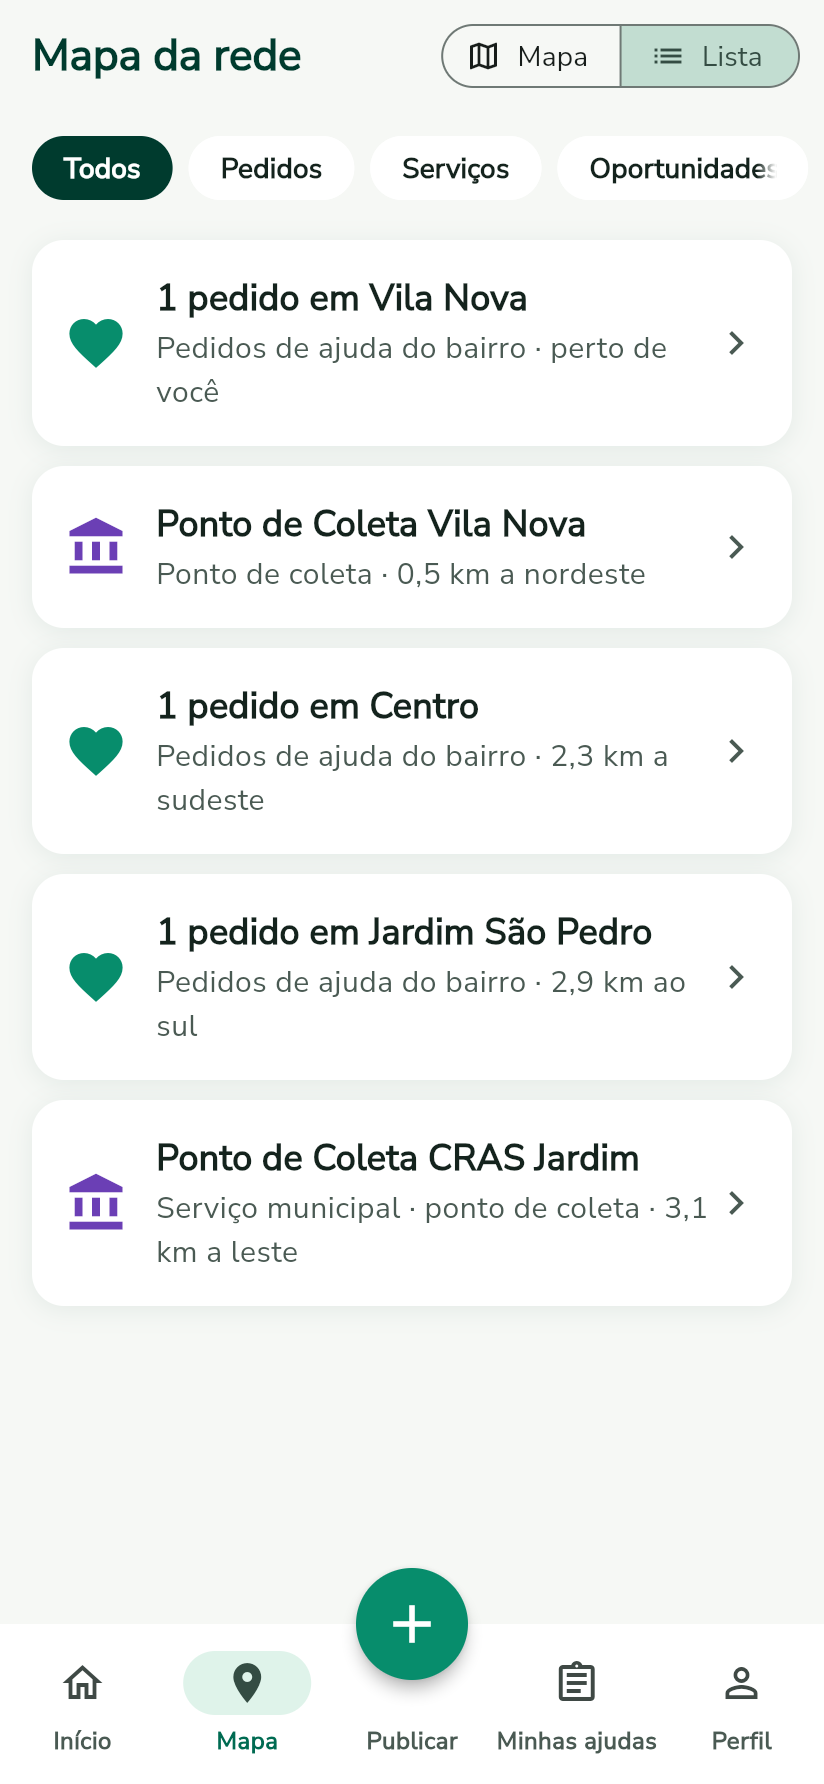 Mapa da rede
Mapa
Lista
Todos
Pedidos
Serviços
Oportunidades
1 pedido em Vila Nova
Pedidos de ajuda do bairro · perto de
você
Ponto de Coleta Vila Nova
Ponto de coleta · 0,5 km a nordeste
1 pedido em Centro
Pedidos de ajuda do bairro · 2,3 km a
sudeste
1 pedido em Jardim São Pedro
Pedidos de ajuda do bairro · 2,9 km ao
sul
Ponto de Coleta CRAS Jardim
Serviço municipal · ponto de coleta · 3,1
km a leste
Início
Mapa
Publicar
Minhas ajudas
Perfil